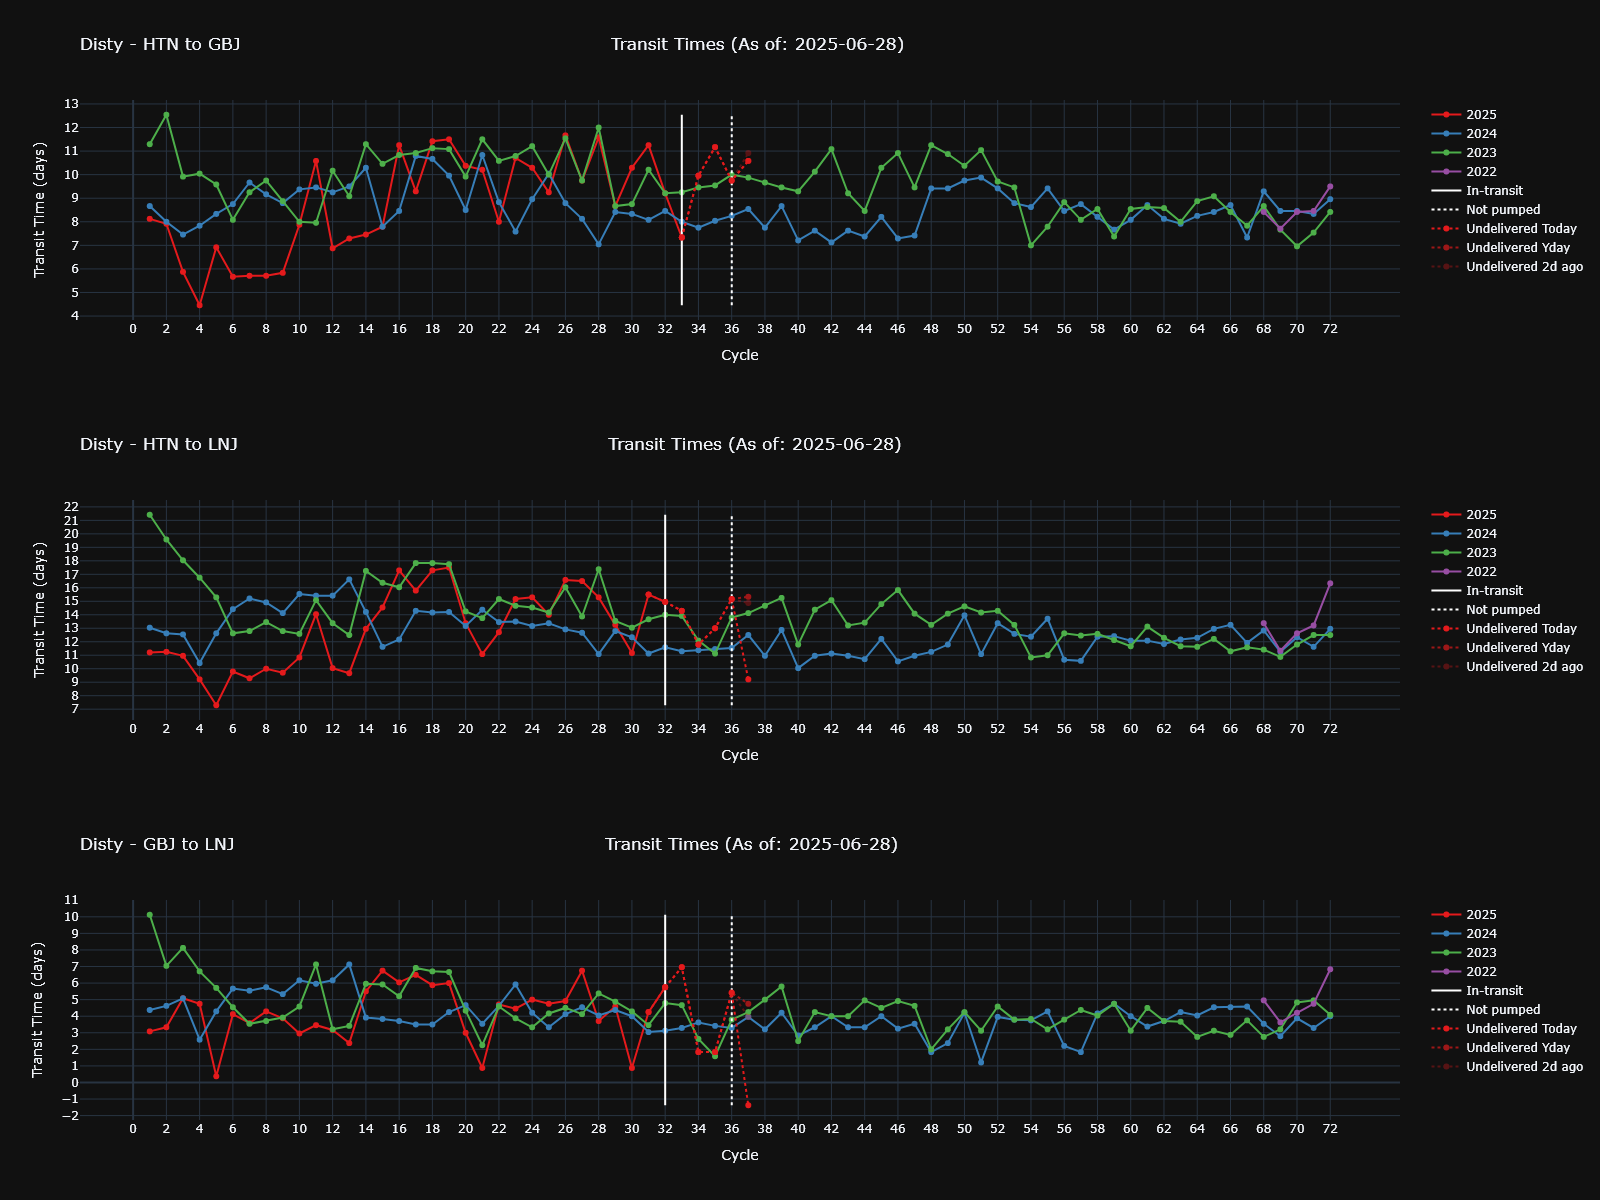 Disty - HTN to GBJ
Transit Times (As of: 2025-06-28)
Transit Time (days)
13
12
11
10
9
8
7
6
5
4
0 2 4 6 8 10 12 14 16 18 20 22 24 26 28 30 32 34 36 38 40 42 44 46 48 50 52 54 56 58 60 62 64 66 68 70 72
Cycle
2025
2024
2023
2022
In-transit
Not pumped
Undelivered Today
Undelivered Yday
Undelivered 2d ago
Disty - HTN to LNJ
Transit Times (As of: 2025-06-28)
Transit Time (days)
22
21
20
19
18
17
16
15
14
13
12
11
10
9
8
7
0 2 4 6 8 10 12 14 16 18 20 22 24 26 28 30 32 34 36 38 40 42 44 46 48 50 52 54 56 58 60 62 64 66 68 70 72
Cycle
2025
2024
2023
2022
In-transit
Not pumped
Undelivered Today
Undelivered Yday
Undelivered 2d ago
Disty - GBJ to LNJ
Transit Times (As of: 2025-06-28)
Transit Time (days)
11
10
9
8
7
6
5
4
3
2
1
0
−1
−2
0 2 4 6 8 10 12 14 16 18 20 22 24 26 28 30 32 34 36 38 40 42 44 46 48 50 52 54 56 58 60 62 64 66 68 70 72
Cycle
2025
2024
2023
2022
In-transit
Not pumped
Undelivered Today
Undelivered Yday
Undelivered 2d ago